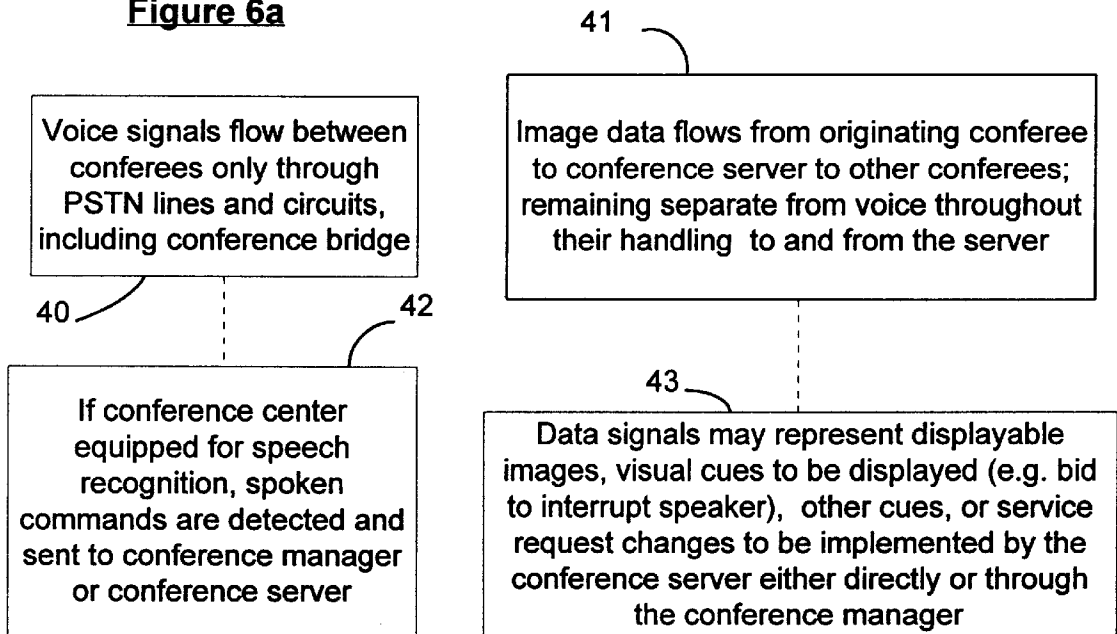 Figure 6a
41
Voice signals flow between
conferees only through
PSTN lines and circuits,
including conference bridge
Image data flows from originating conferee
to conference server to other conferees;
remaining separate from voice throughout
their handling to and from the server
40
42
If conference center
equipped for speech
recognition, spoken
commands are detected and
sent to conference manager
or conference server
43
Data signals may represent displayable
images, visual cues to be displayed (e.g. bid
to interrupt speaker), other cues, or service
request changes to be implemented by the
conference server either directly or through
the conference manager